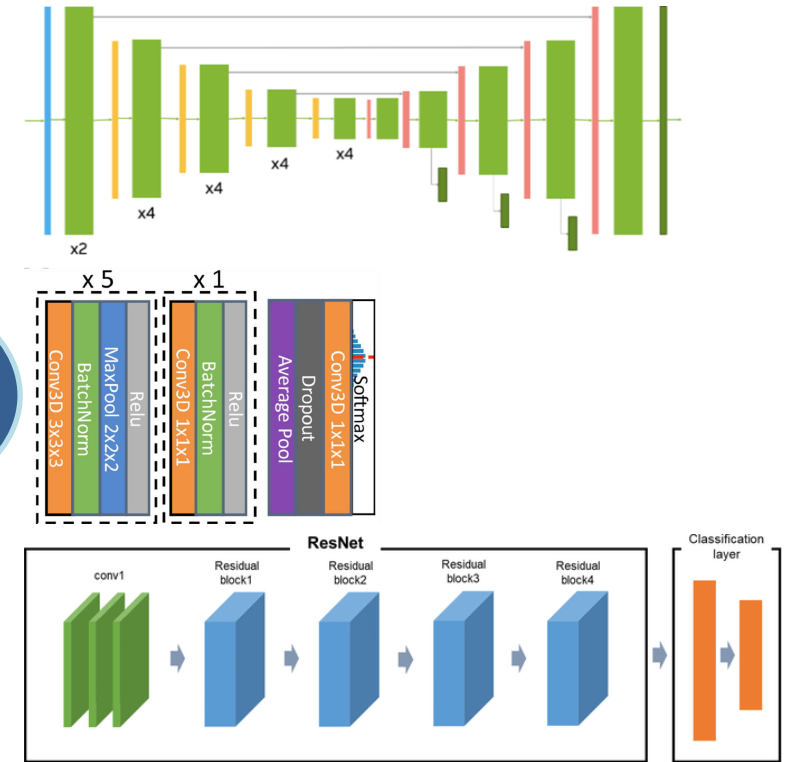 x4
x4
x4
x4
x2
x 5
x 1
Conv3D 3x3x3
BatchNorm
MaxPool 2x2x2
Relu
Conv3D 1x1x1
BatchNorm
Relu
Average Pool
Dropout
Conv3D 1x1x1
Softmax
ResNet
conv1
Residual
block1
Residual
block2
Residual
block3
Residual
block4
Classification
layer